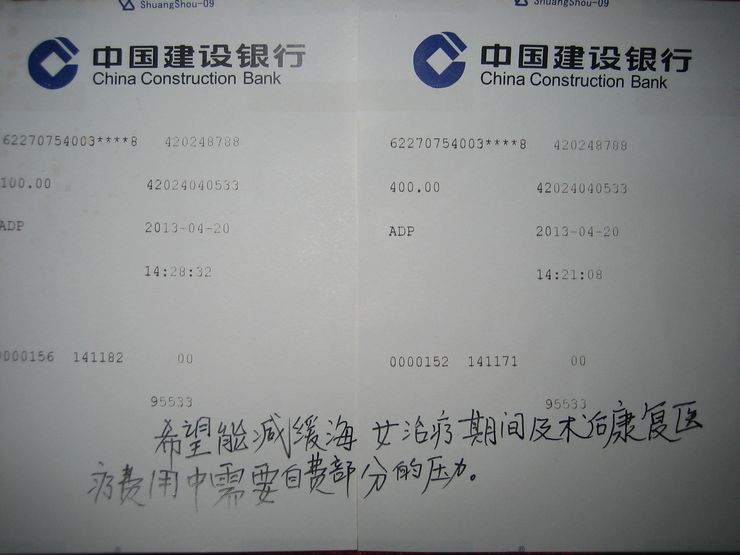 ShuangShou-09
中国建设银行
China Construction Bank
62270754003****8 420248788
100.00 42024040533
ADP 2013-04-20
14:28:32
0000156 141182 00
95533
ShuangShou-09
中国建设银行
China Construction Bank
62270754003****8 420248788
400.00 42024040533
ADP 2013-04-20
14:21:08
0000152 141171 00
95533
希望能减缓海女治疗期间及术后康复医
疗费用中需要自费部分的压力。